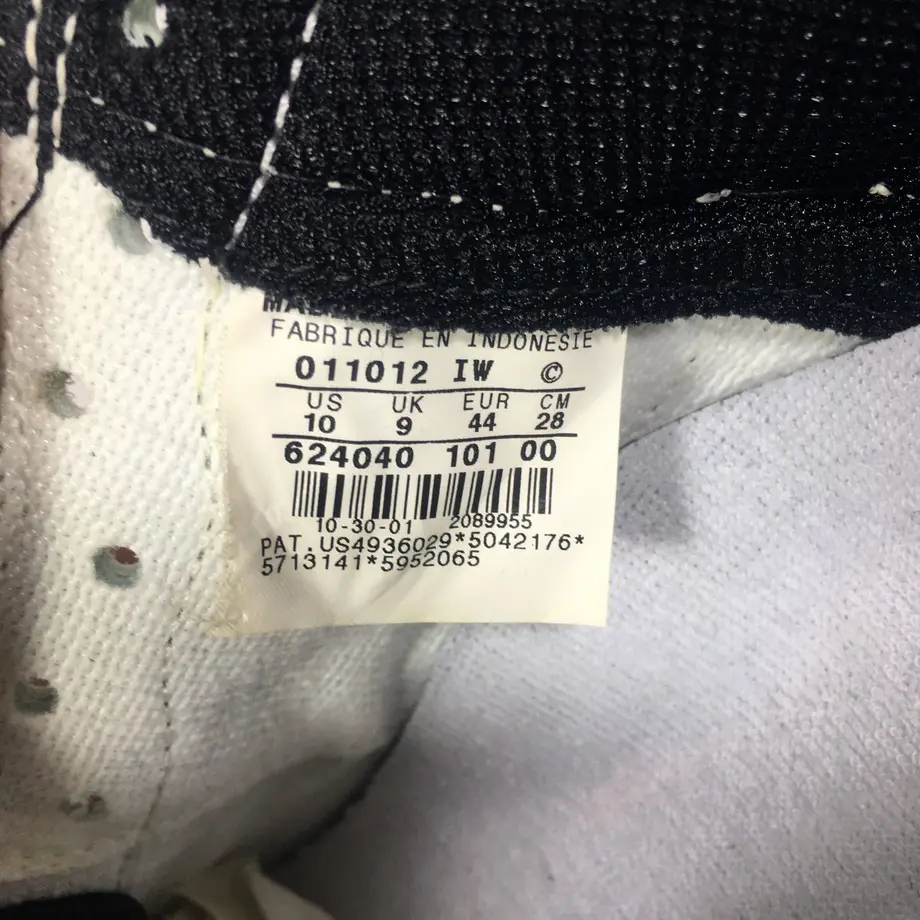 FABRIQUE EN INDONESIE
011012 IW ©
US UK EUR CM
10 9 44 28
624040 101 00
10-30-01 2089955
PAT.US4936029*5042176*
5713141*5952065